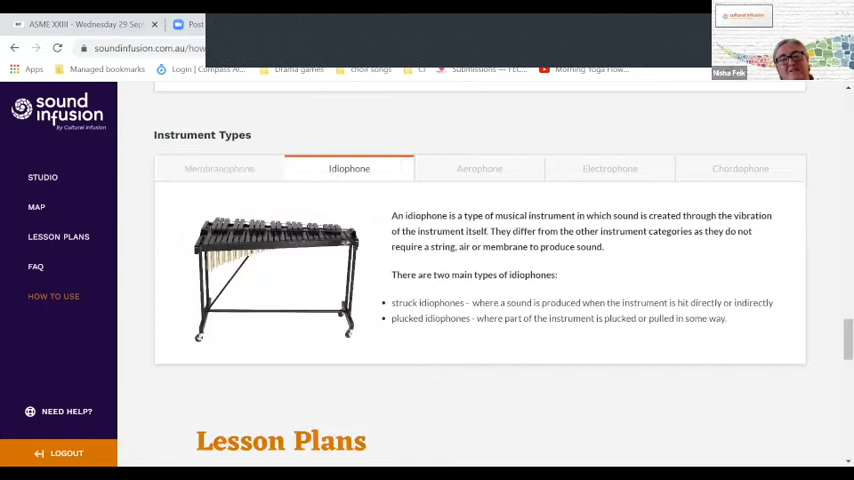 ASME XXIII - Wednesday 29 Sept
Post
soundinfusion.com.au/how
cultural infusion
Apps
Managed bookmarks
Login | Compass
Drama games
choir songs
CI
Submissions — FEC...
Morning Yoga Flow...
Nisha Feik
sound
infusion
By Cultural Infusion
STUDIO
MAP
LESSON PLANS
FAQ
HOW TO USE
NEED HELP?
LOGOUT
Instrument Types
Membranophone
Idiophone
Aerophone
Electrophone
Chordophone
An idiophone is a type of musical instrument in which sound is created through the vibration
of the instrument itself. They differ from the other instrument categories as they do not
require a string, air or membrane to produce sound.
There are two main types of idiophones:
• struck idiophones - where a sound is produced when the instrument is hit directly or indirectly
• plucked idiophones - where part of the instrument is plucked or pulled in some way.
Lesson Plans